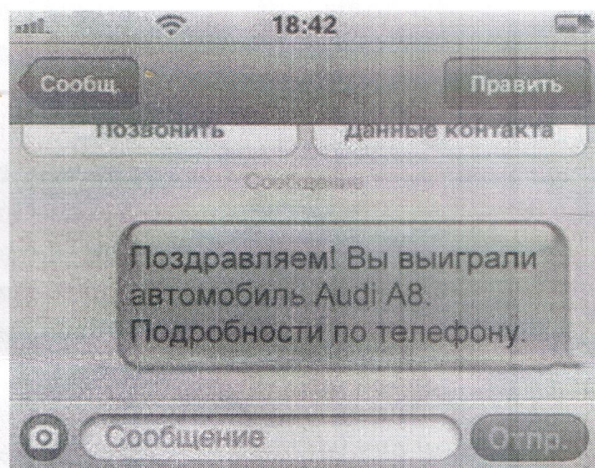 18:42
Сообщ.
Править
Позвонить
Данные контакта
Сообщение
Поздравляем! Вы выиграли
автомобиль Audi A8.
Подробности по телефону.
Сообщение
Отпр.